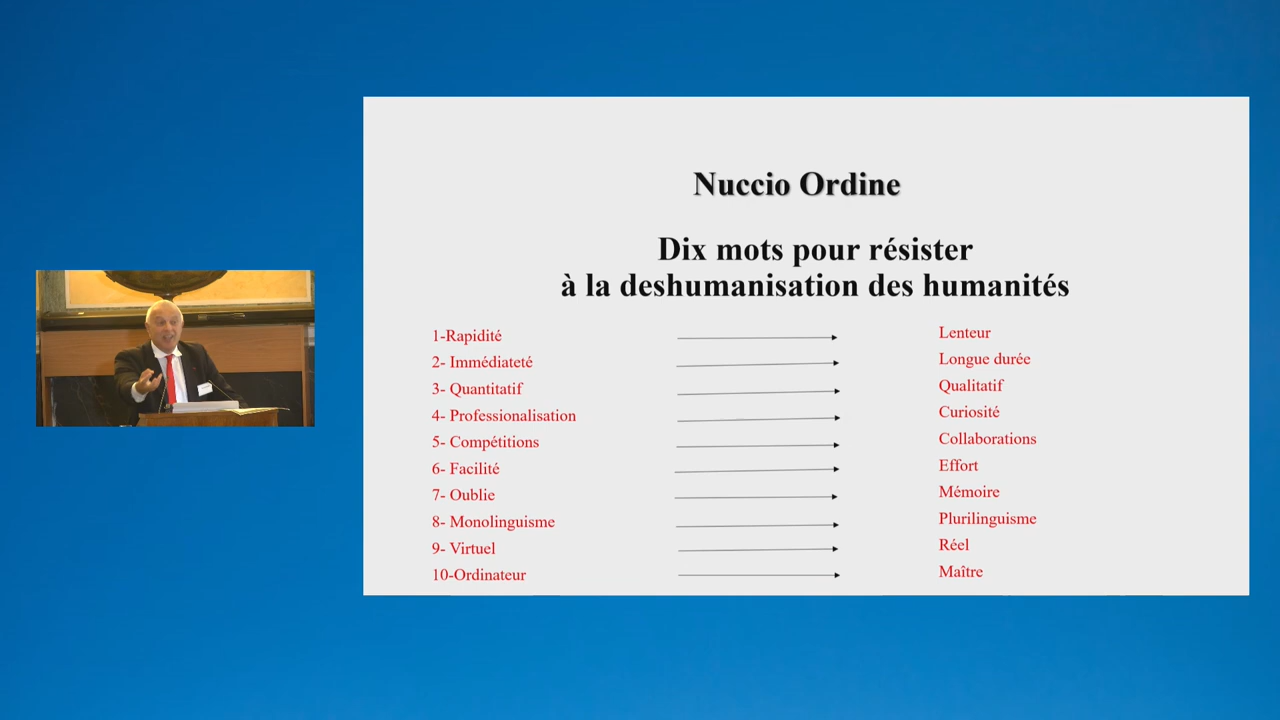 Nuccio Ordine
Dix mots pour résister
à la deshumanisation des humanités
1-Rapidité Lenteur
2- Immédiateté Longue durée
3- Quantitatif Qualitatif
4- Professionalisation Curiosité
5- Compétitions Collaborations
6- Facilité Effort
7- Oublie Mémoire
8- Monolinguisme Plurilinguisme
9- Virtuel Réel
10-Ordinateur Maître